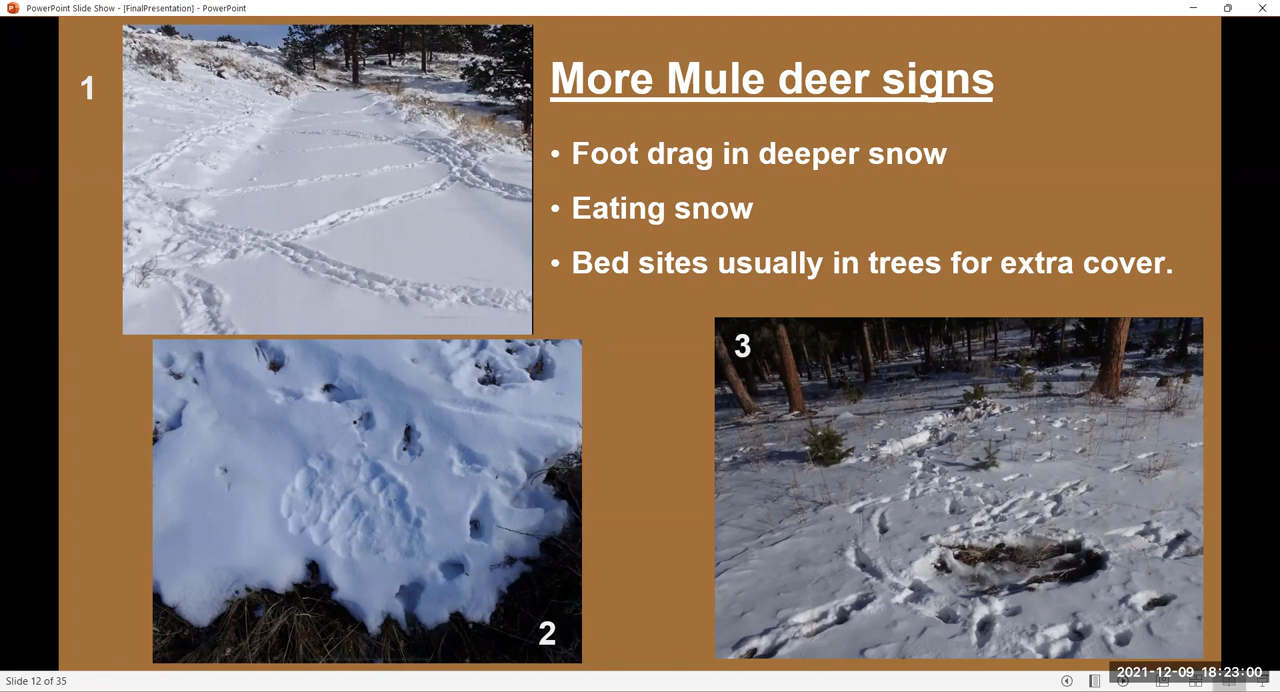 PowerPoint Slide Show - [FinalPresentation] - PowerPoint
1
More Mule deer signs
• Foot drag in deeper snow
• Eating snow
• Bed sites usually in trees for extra cover.
3
2
2021-12-09 18:23:00
Slide 12 of 35